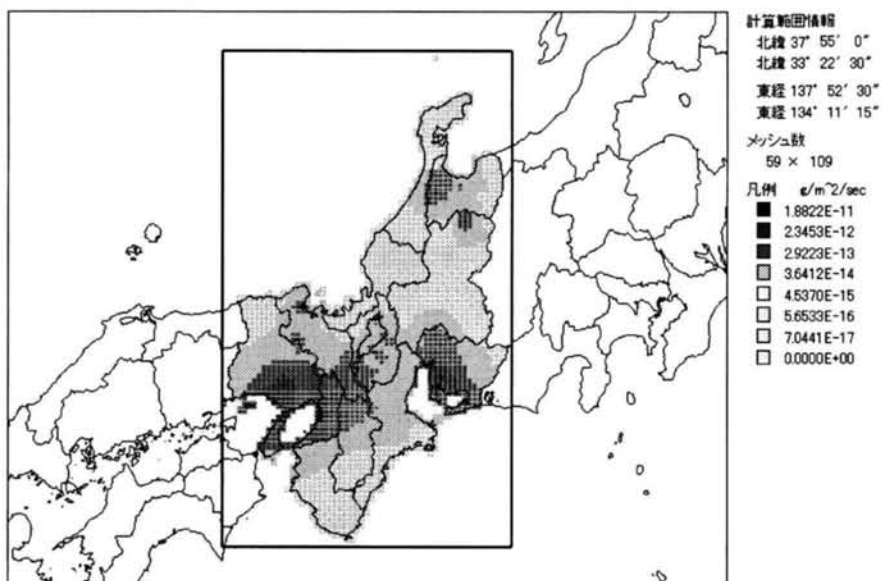 計算範囲情報
北緯 37° 55′ 0″
北緯 33° 22′ 30″
東経 137° 52′ 30″
東経 134° 11′ 15″
メッシュ数
59 × 109
凡例 g/m^2/sec
1.8822E-11
2.3453E-12
2.9223E-13
3.6412E-14
4.5370E-15
5.6533E-16
7.0441E-17
0.0000E+00